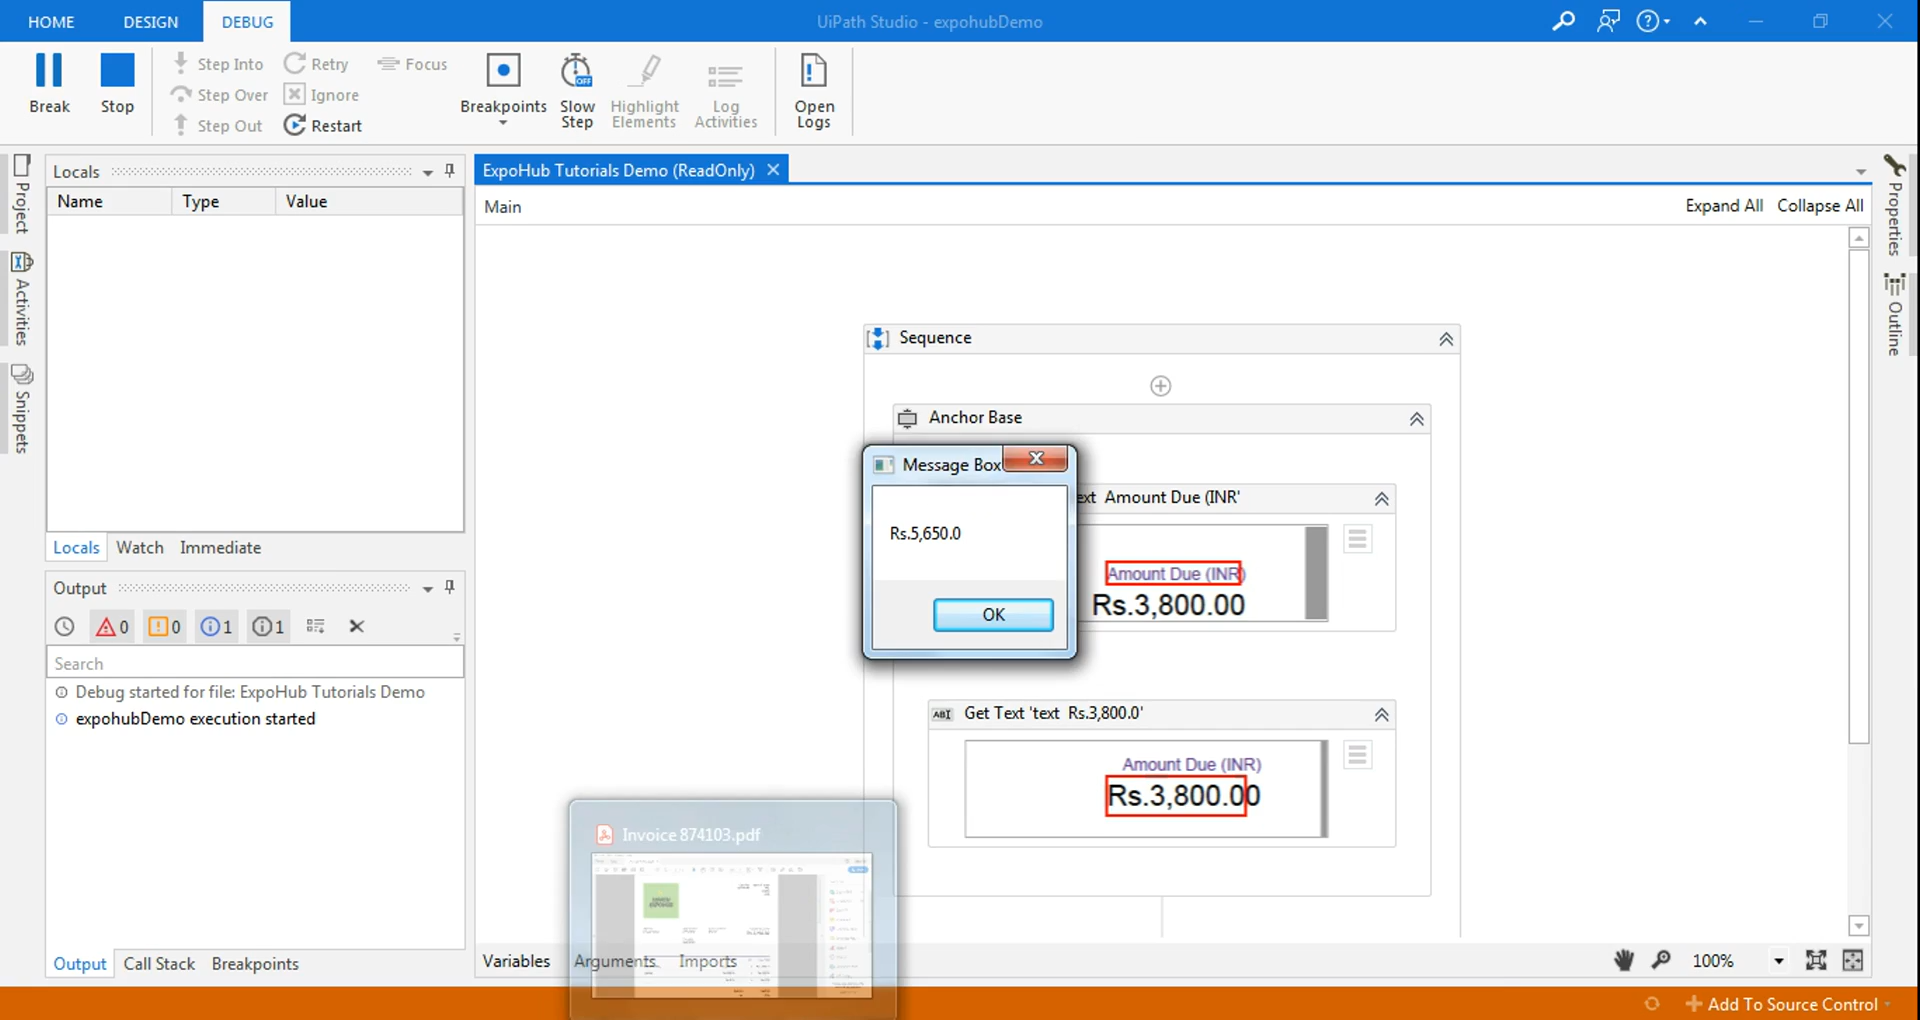 HOME DESIGN DEBUG
UiPath Studio - expohubDemo
Break
Stop
Step Into
Step Over
Step Out
Retry
Ignore
Restart
Focus
Breakpoints
Slow Step
Highlight Elements
Log Activities
Open Logs
Project
Activities
Snippets
Locals
Name Type Value
Locals Watch Immediate
Output
0 0 1 1
Search
Debug started for file: ExpoHub Tutorials Demo
expohubDemo execution started
Output Call Stack Breakpoints
ExpoHub Tutorials Demo (ReadOnly)
Main
Expand All Collapse All
Sequence
Anchor Base
ext Amount Due (INR'
Amount Due (INR)
Rs.3,800.00
Message Box
Rs.5,650.0
OK
Get Text 'text Rs.3,800.0'
Amount Due (INR)
Rs.3,800.00
Invoice 874103.pdf
Variables Arguments Imports
100%
Properties
Outline
Add To Source Control